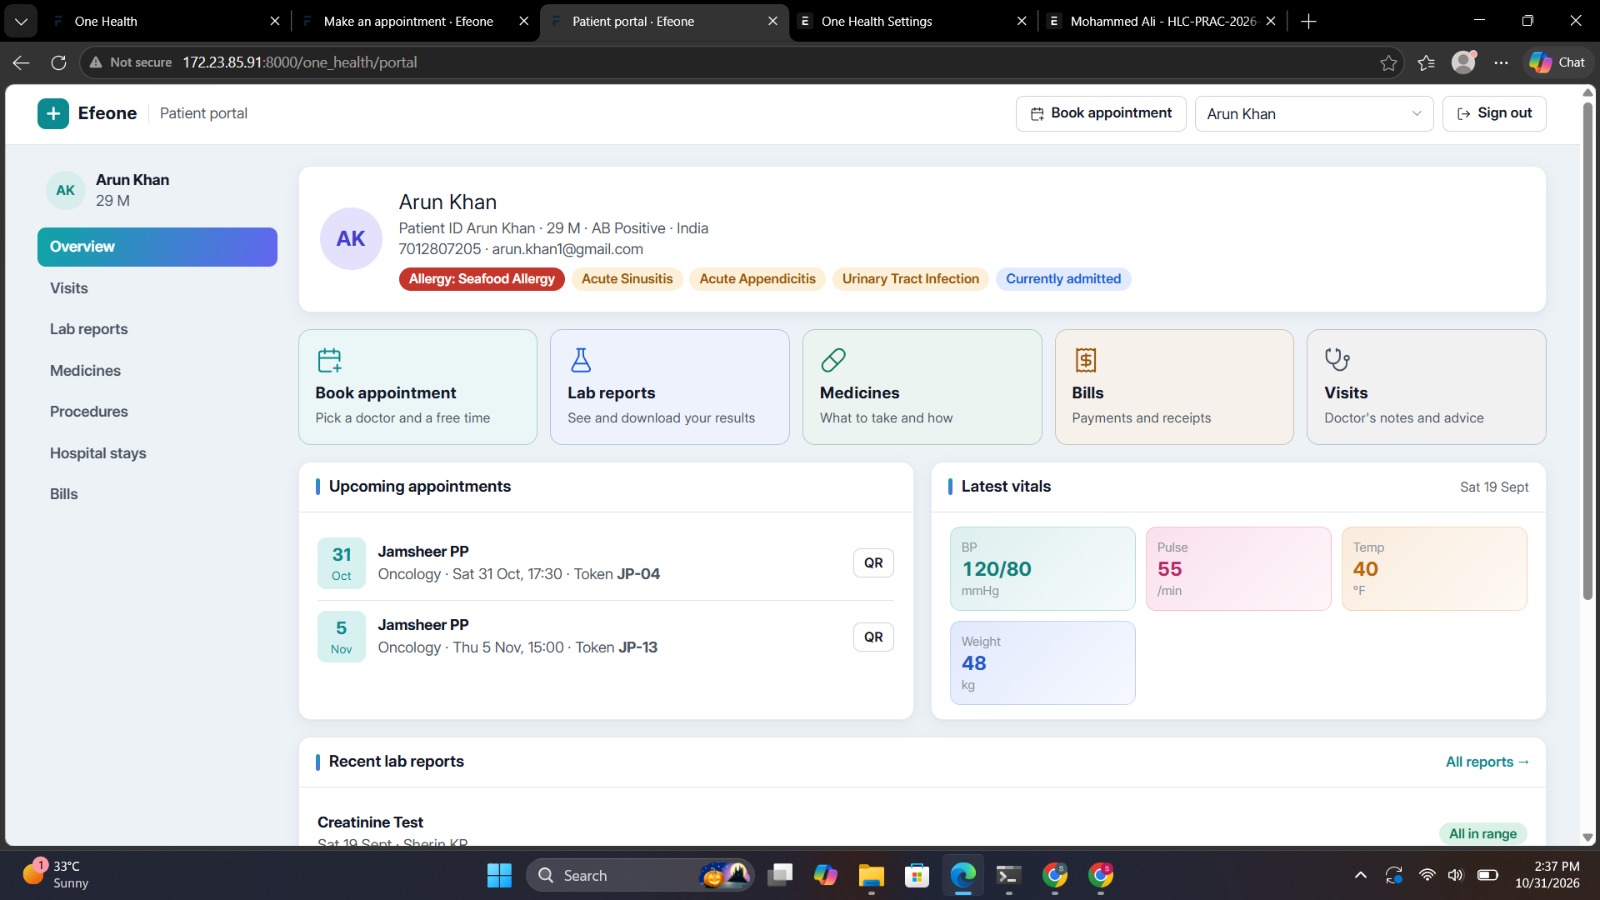 One Health
Make an appointment · Efeone
Patient portal · Efeone
One Health Settings
Mohammed Ali - HLC-PRAC-2026-
Not secure
172.23.85.91:8000/one_health/portal
Chat
Efeone
Patient portal
Book appointment
Arun Khan
Sign out
AK
Arun Khan
29 M
Overview
Visits
Lab reports
Medicines
Procedures
Hospital stays
Bills
AK
Arun Khan
Patient ID Arun Khan · 29 M · AB Positive · India
7012807205 · arun.khan1@gmail.com
Allergy: Seafood Allergy
Acute Sinusitis
Acute Appendicitis
Urinary Tract Infection
Currently admitted
Book appointment
Pick a doctor and a free time
Lab reports
See and download your results
Medicines
What to take and how
Bills
Payments and receipts
Visits
Doctor's notes and advice
Upcoming appointments
31
Oct
Jamsheer PP
Oncology · Sat 31 Oct, 17:30 · Token JP-04
QR
5
Nov
Jamsheer PP
Oncology · Thu 5 Nov, 15:00 · Token JP-13
QR
Latest vitals
Sat 19 Sept
BP
120/80
mmHg
Pulse
55
/min
Temp
40
°F
Weight
48
kg
Recent lab reports
All reports →
Creatinine Test
Sat 19 Sept · Sherin KP
All in range
1
33°C
Sunny
Search
2:37 PM
10/31/2026